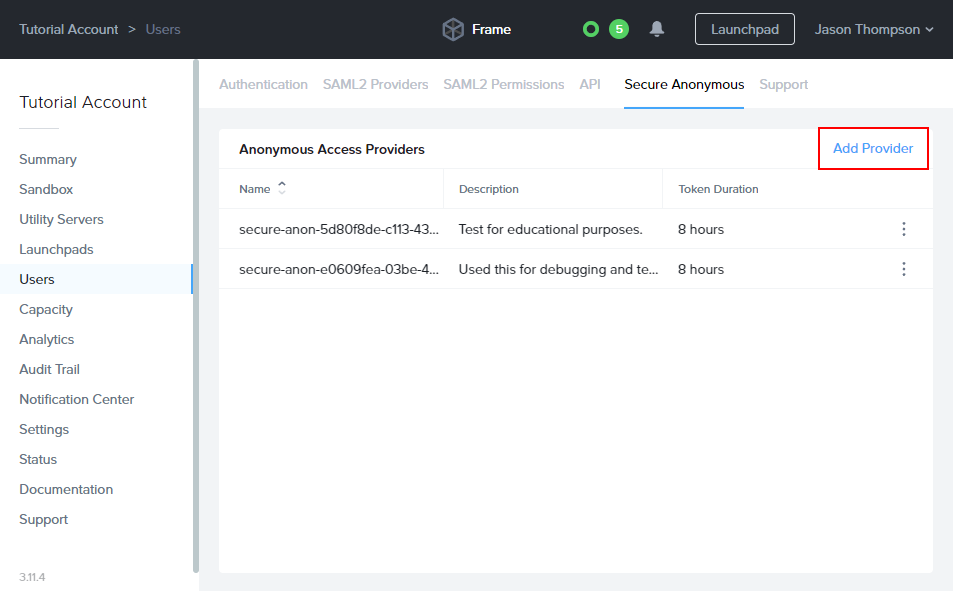 Tutorial Account > Users
Frame
5
Launchpad
Jason Thompson
Tutorial Account
Summary
Sandbox
Utility Servers
Launchpads
Users
Capacity
Analytics
Audit Trail
Notification Center
Settings
Status
Documentation
Support
3.11.4
Authentication SAML2 Providers SAML2 Permissions API Secure Anonymous Support
Anonymous Access Providers
Add Provider
Name Description Token Duration
secure-anon-5d80f8de-c113-43... Test for educational purposes. 8 hours
secure-anon-e0609fea-03be-4... Used this for debugging and te... 8 hours